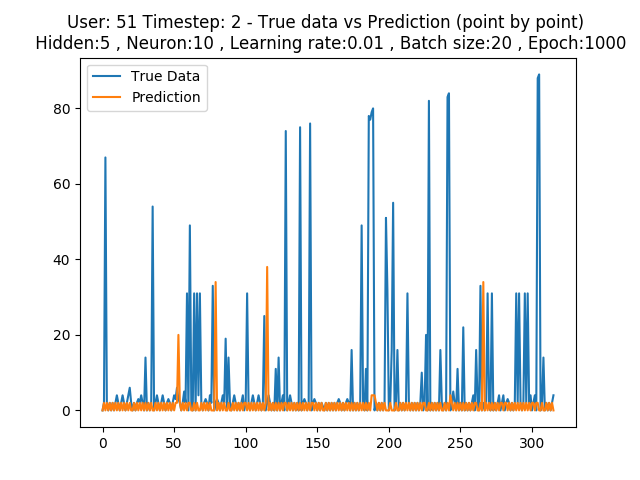 User: 51 Timestep: 2 - True data vs Prediction (point by point)
Hidden:5 , Neuron:10 , Learning rate:0.01 , Batch size:20 , Epoch:1000
True Data
Prediction
80
60
40
20
0
0 50 100 150 200 250 300